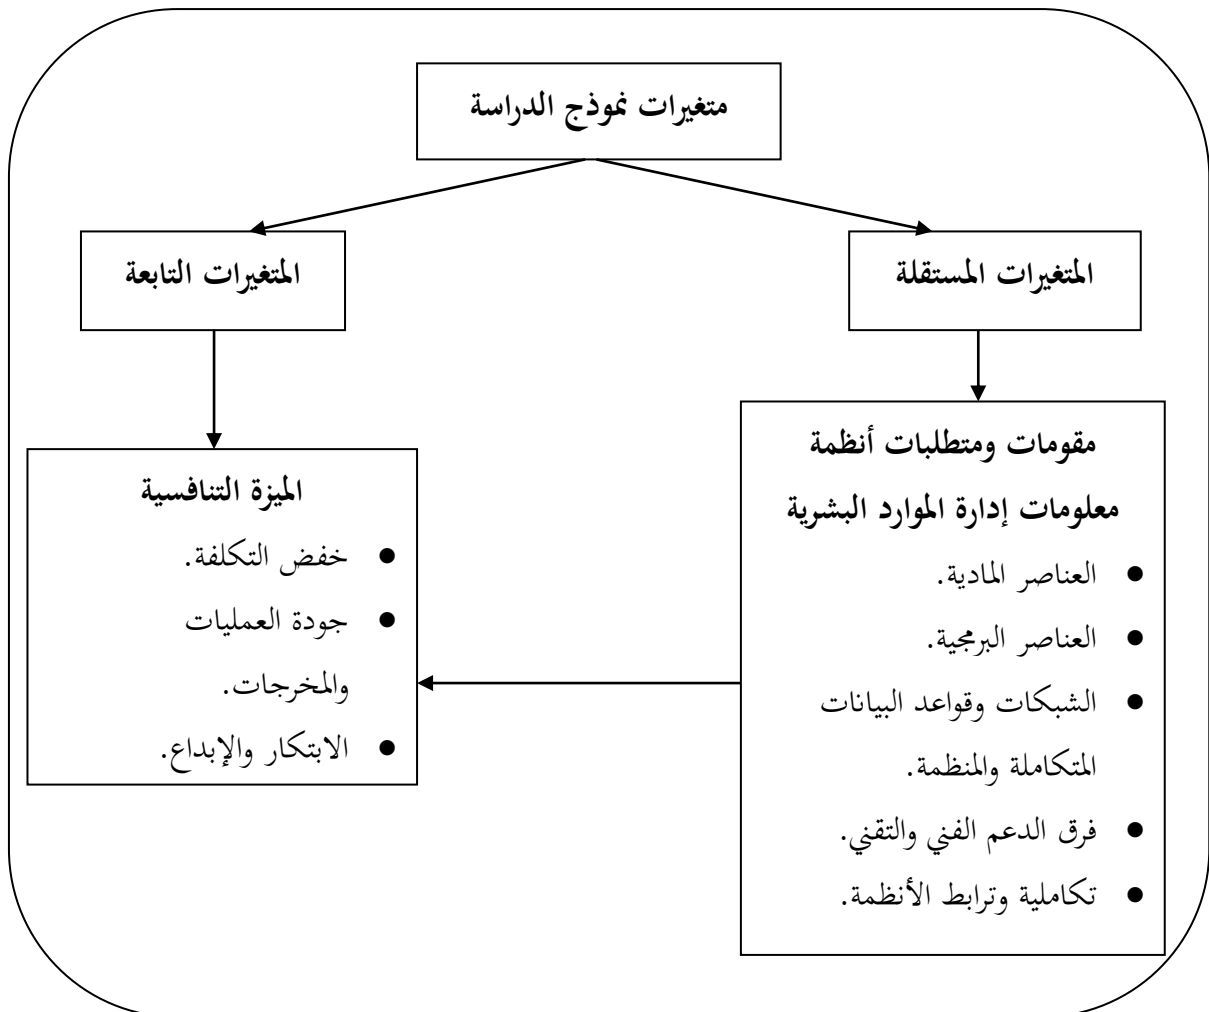 متغيرات نموذج الدراسة
المتغيرات المستقلة
المتغيرات التابعة
مقومات ومتطلبات أنظمة
معلومات إدارة الموارد البشرية
● العناصر المادية.
● العناصر البرمجية.
● الشبكات وقواعد البيانات
المتكاملة والمنظمة.
● فرق الدعم الفني والتقني.
● تكاملية وترابط الأنظمة.
الميزة التنافسية
● خفض التكلفة.
● جودة العمليات
والمخرجات.
● الابتكار والإبداع.